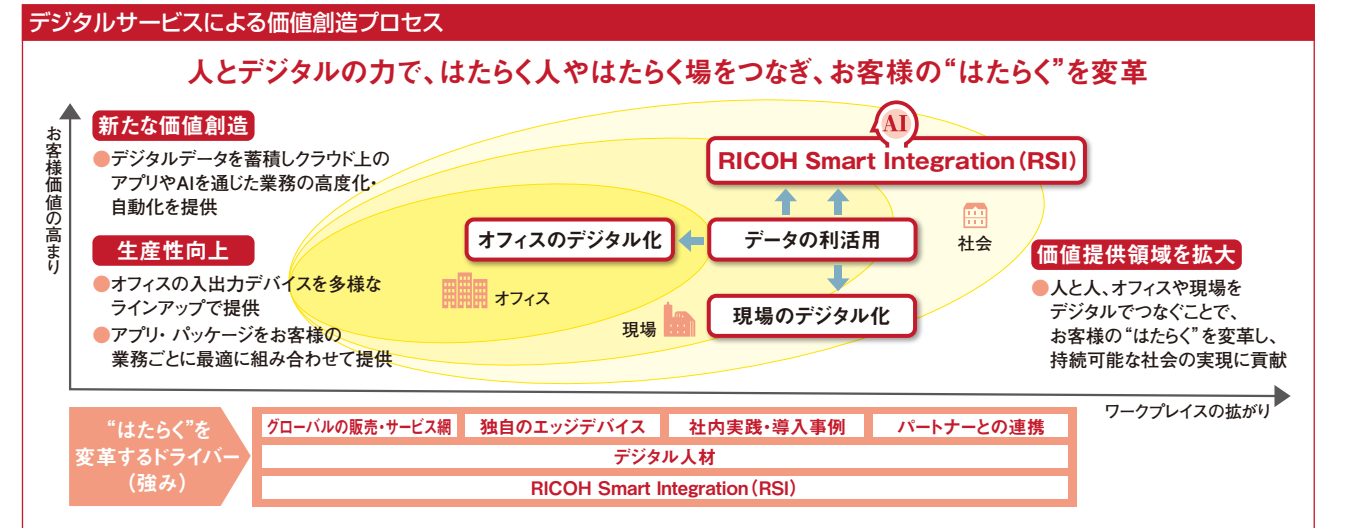 デジタルサービスによる価値創造プロセス
人とデジタルの力で、はたらく人やはたらく場をつなぎ、お客様の“はたらく”を変革
お客様価値の高まり
新たな価値創造
●デジタルデータを蓄積しクラウド上の
アプリやAIを通じた業務の高度化・
自動化を提供
生産性向上
●オフィスの入出力デバイスを多様な
ラインアップで提供
●アプリ・パッケージをお客様の
業務ごとに最適に組み合わせて提供
AI
RICOH Smart Integration（RSI）
オフィスのデジタル化
データの利活用
社会
オフィス
現場
現場のデジタル化
価値提供領域を拡大
●人と人、オフィスや現場を
デジタルでつなぐことで、
お客様の“はたらく”を変革し、
持続可能な社会の実現に貢献
ワークプレイスの拡がり
“はたらく”を
変革するドライバー
（強み）
グローバルの販売・サービス網
独自のエッジデバイス
社内実践・導入事例
パートナーとの連携
デジタル人材
RICOH Smart Integration（RSI）